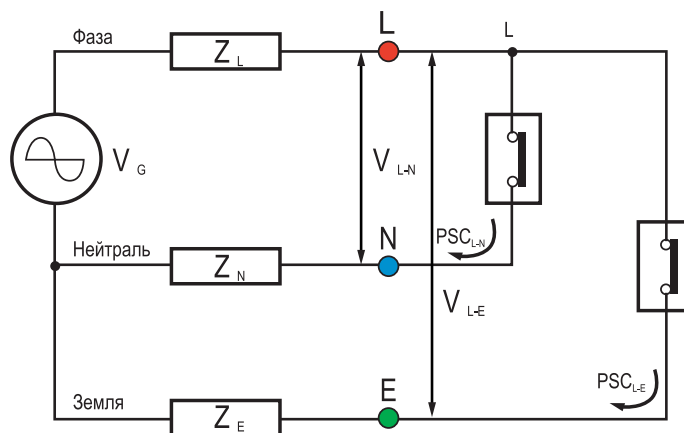 Фаза
L
L
Z L
V G
V L-N
Нейтраль
N
PSC L-N
Z N
V L-E
Земля
E
PSC L-E
Z E